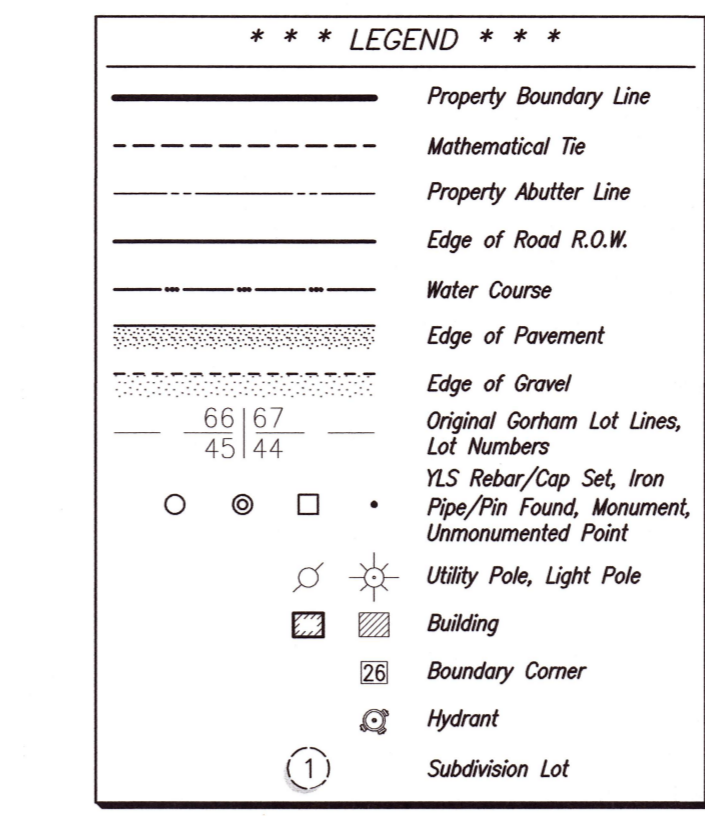 * * * LEGEND * * *
Property Boundary Line
Mathematical Tie
Property Abutter Line
Edge of Road R.O.W.
Water Course
Edge of Pavement
Edge of Gravel
66 67
45 44
Original Gorham Lot Lines,
Lot Numbers
YLS Rebar/Cap Set, Iron
Pipe/Pin Found, Monument,
Unmonumented Point
Utility Pole, Light Pole
Building
26 Boundary Corner
Hydrant
1 Subdivision Lot